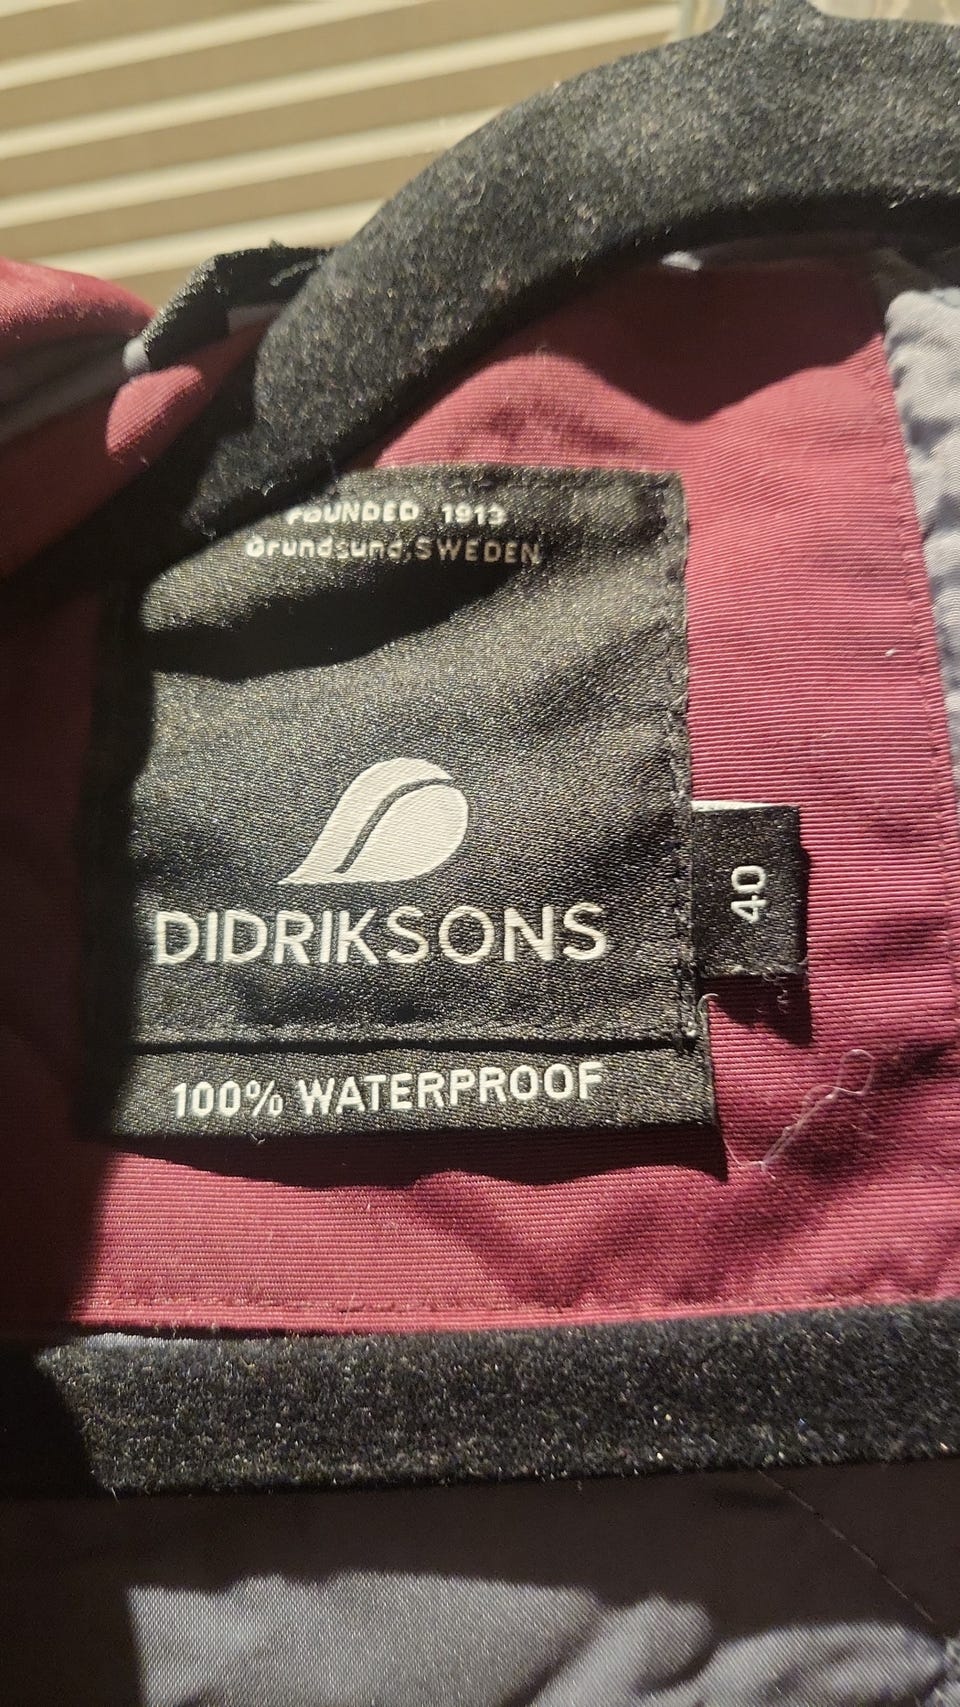 FOUNDED 1913
Grundsund, SWEDEN
DIDRIKSONS
40
100% WATERPROOF